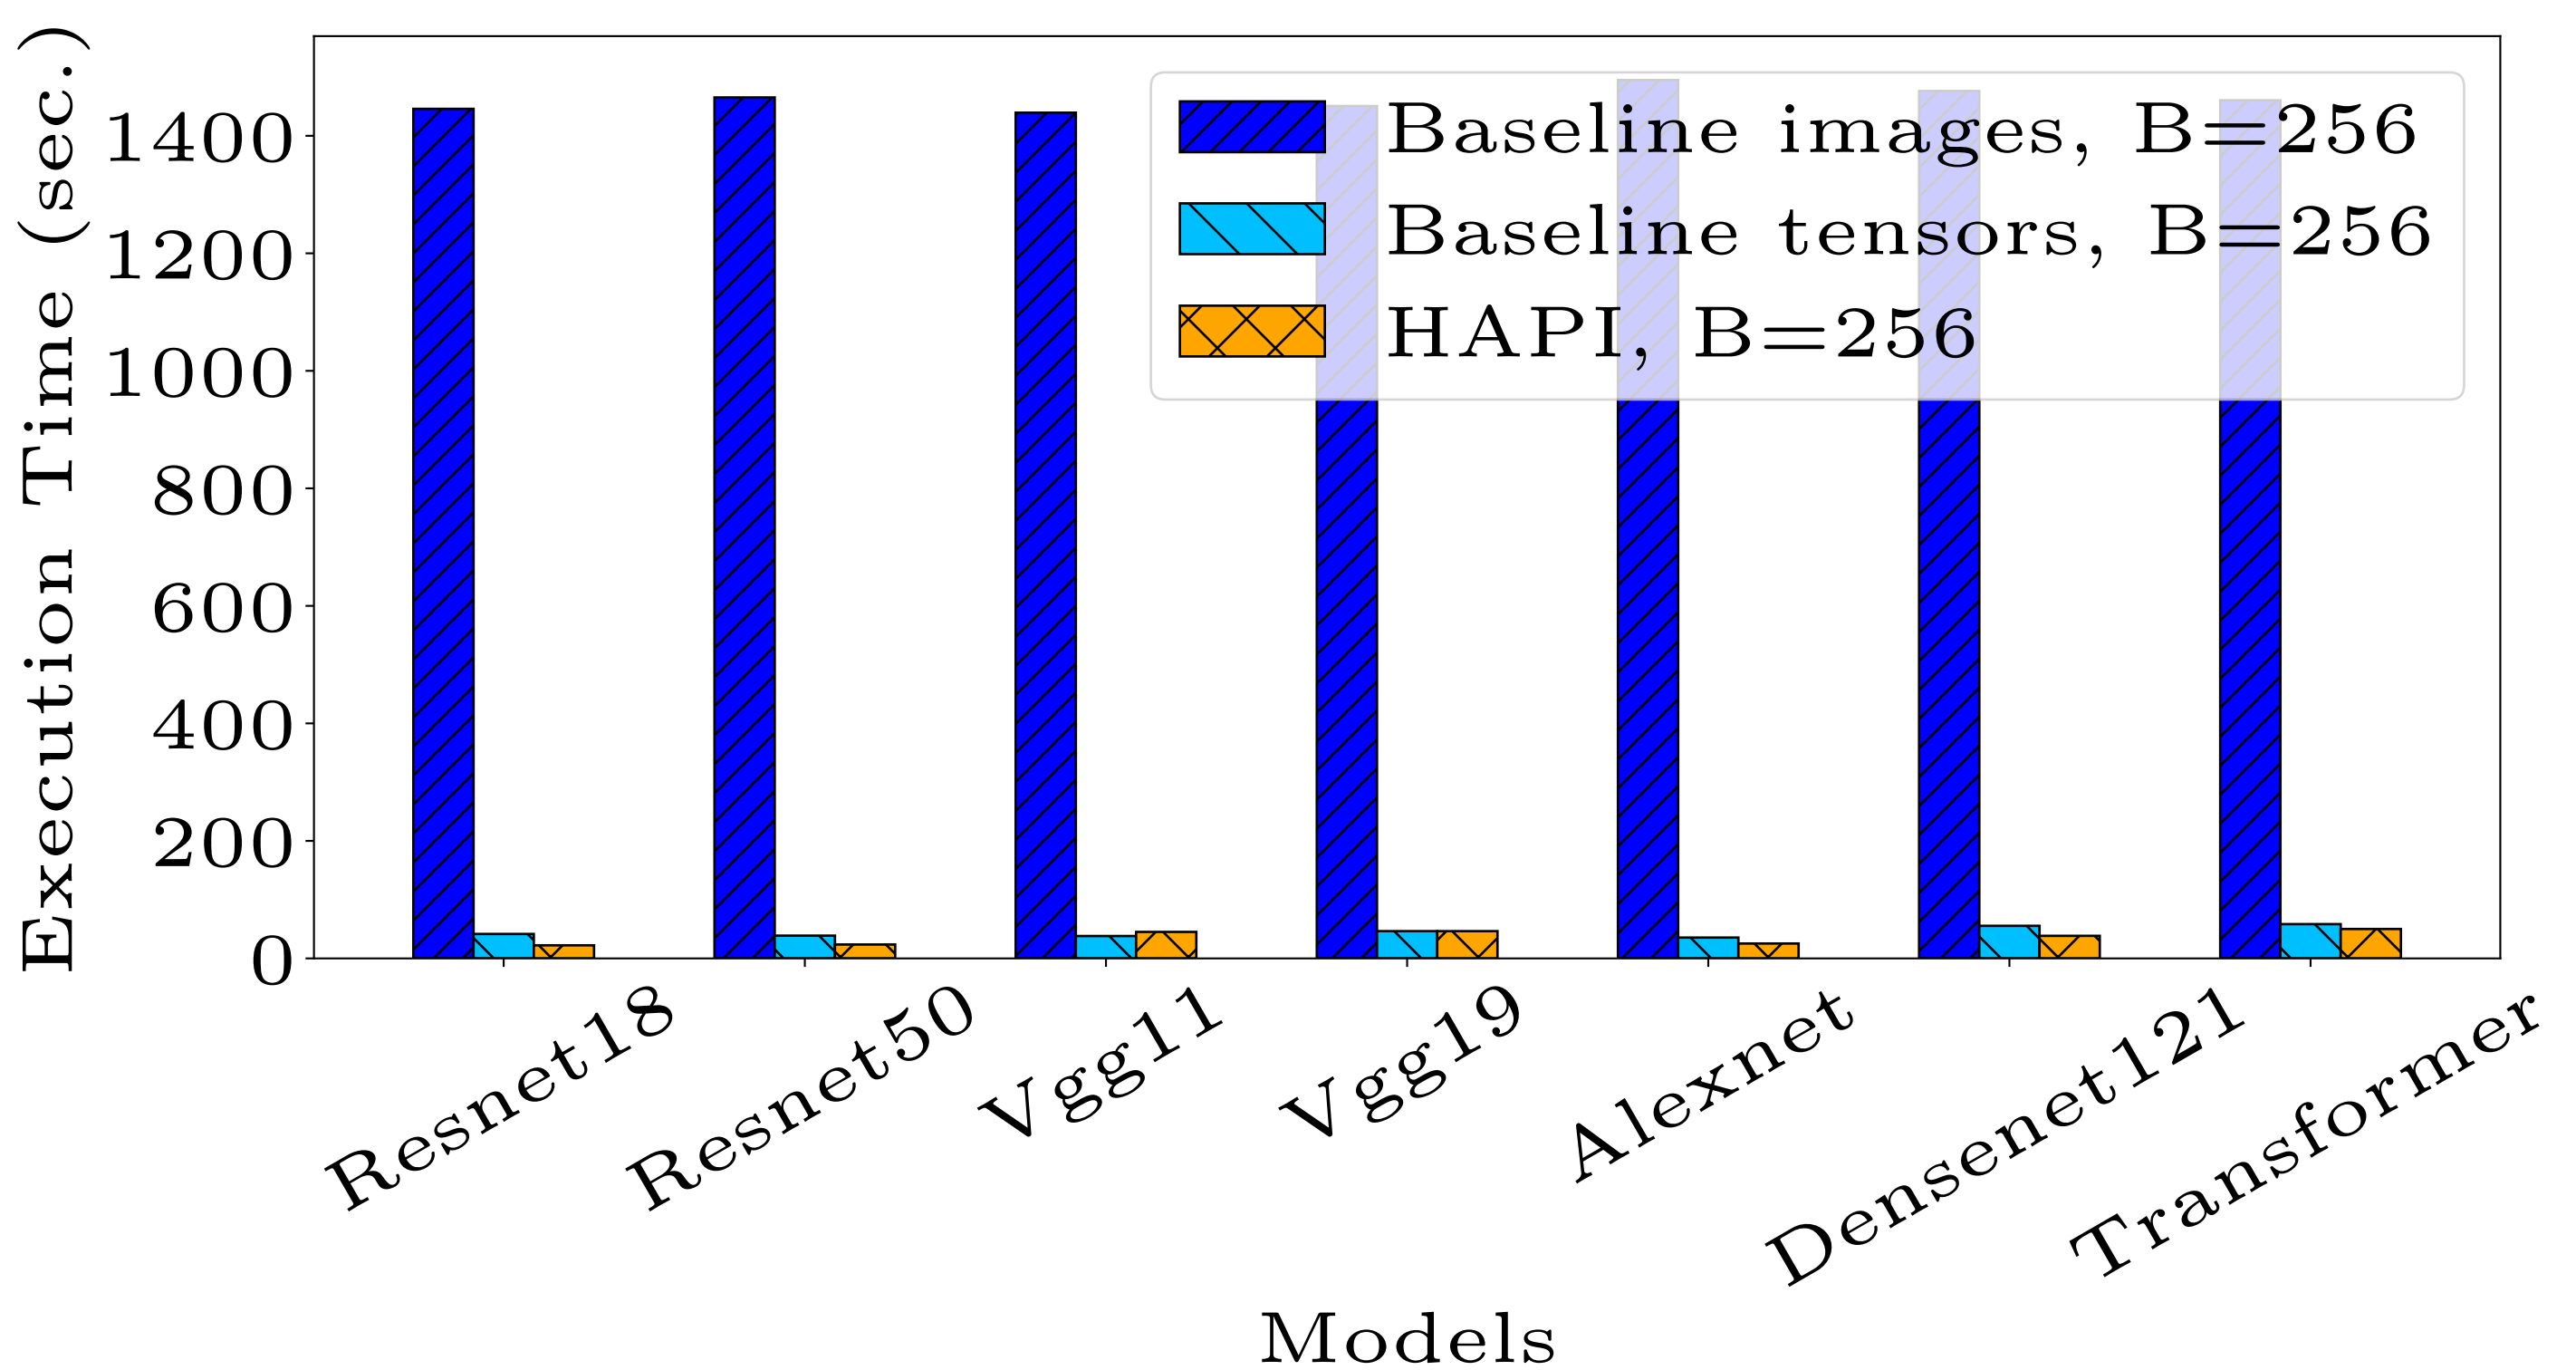 Execution Time (sec.)
1400
1200
1000
800
600
400
200
0
Baseline images, B=256
Baseline tensors, B=256
HAPI, B=256
Resnet18
Resnet50
Vgg11
Vgg19
Alexnet
Densenet121
Transformer
Models